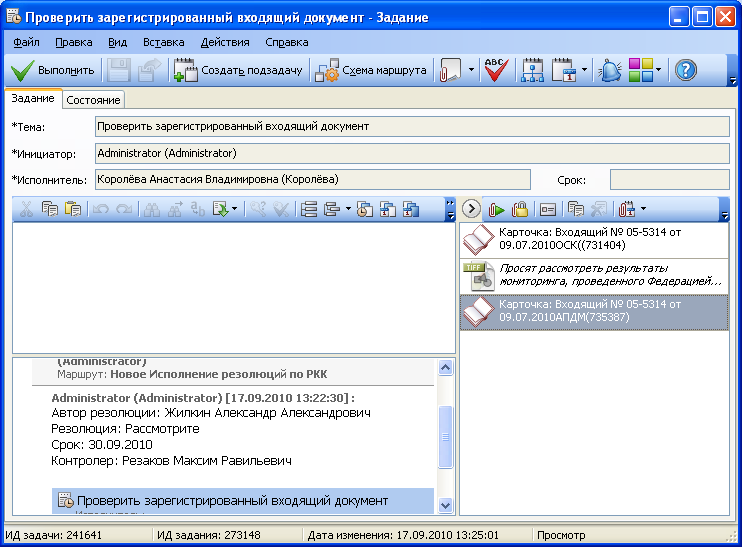 Проверить зарегистрированный входящий документ - Задание
Файл Правка Вид Вставка Действия Справка
Выполнить Создать подзадачу Схема маршрута ABC
Задание Состояние
*Тема: Проверить зарегистрированный входящий документ
*Инициатор: Administrator (Administrator)
*Исполнитель: Королёва Анастасия Владимировна (Королёва) Срок:
Карточка: Входящий № 05-5314 от
09.07.2010ОСК((731404)
TIFF
Просят рассмотреть результаты
мониторинга, проведенного Федерацией...
Карточка: Входящий № 05-5314 от
09.07.2010АПДМ(735387)
(Administrator)
Маршрут: Новое Исполнение резолюций по РКК
Administrator (Administrator) [17.09.2010 13:22:30] :
Автор резолюции: Жилкин Александр Александрович
Резолюция: Рассмотрите
Срок: 30.09.2010
Контролер: Резаков Максим Равильевич
Проверить зарегистрированный входящий документ
ИД задачи: 241641 ИД задания: 273148 Дата изменения: 17.09.2010 13:25:01 Просмотр